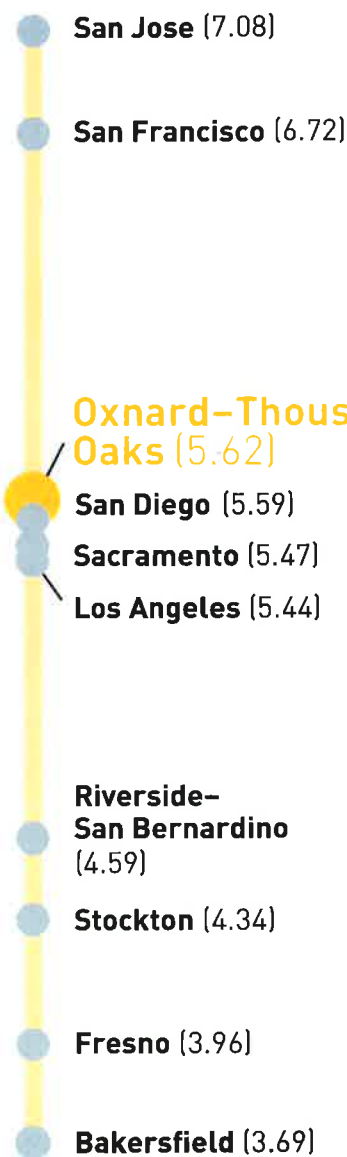 San Jose (7.08)
San Francisco (6.72)
Oxnard–Thous
Oaks (5.62)
San Diego (5.59)
Sacramento (5.47)
Los Angeles (5.44)
Riverside–
San Bernardino
(4.59)
Stockton (4.34)
Fresno (3.96)
Bakersfield (3.69)